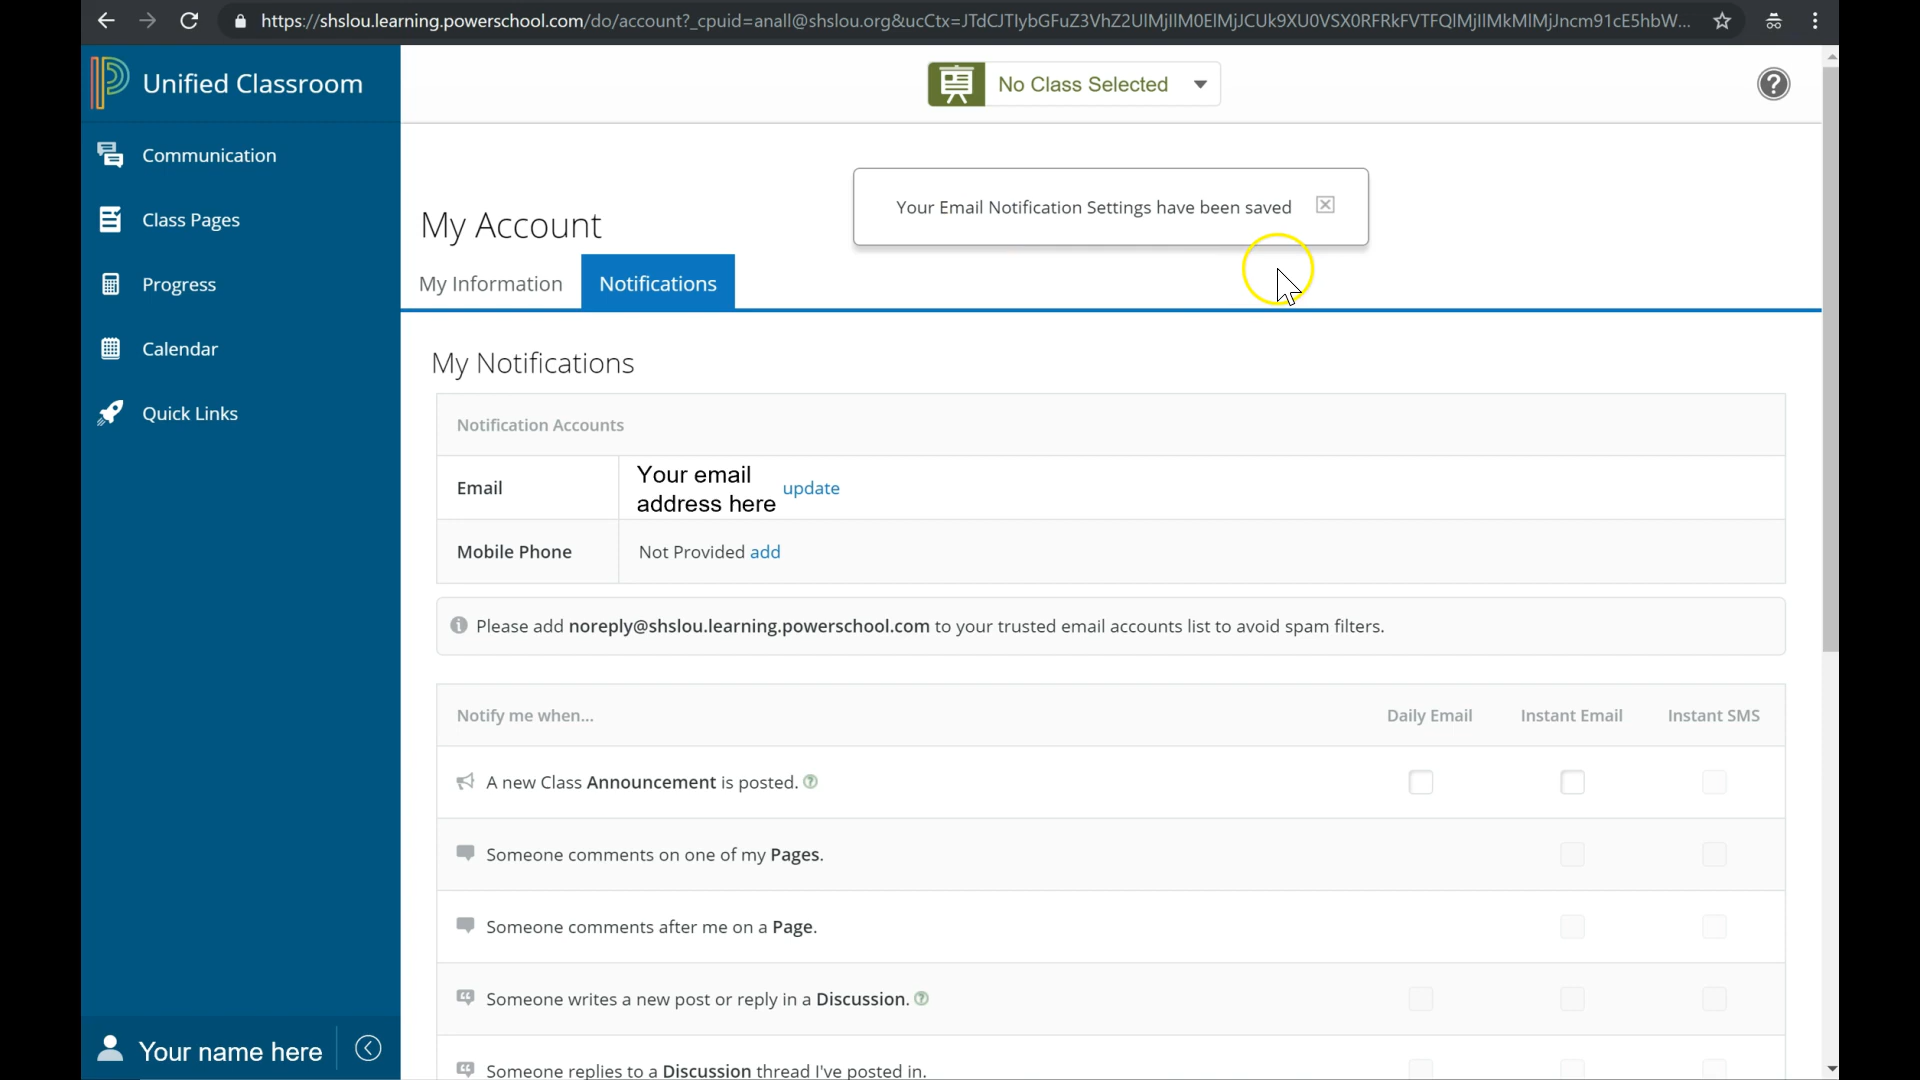 https://shslou.learning.powerschool.com/do/account?_cpuid=anall@shslou.org&ucCtx=JTdCJTIybGFuZ3VhZ2UlMjIlM0ElMjJCUk9XU0VSX0RFRkFVTFQlMjIlMkMlMjJncm91cE5hbW...
Unified Classroom
No Class Selected
Communication
Class Pages
Progress
Calendar
Quick Links
Your Email Notification Settings have been saved
My Account
My Information
Notifications
My Notifications
Notification Accounts
Email Your email address here update
Mobile Phone Not Provided add
Please add noreply@shslou.learning.powerschool.com to your trusted email accounts list to avoid spam filters.
Notify me when... Daily Email Instant Email Instant SMS
A new Class Announcement is posted.
Someone comments on one of my Pages.
Someone comments after me on a Page.
Someone writes a new post or reply in a Discussion.
Someone replies to a Discussion thread I've posted in.
Your name here